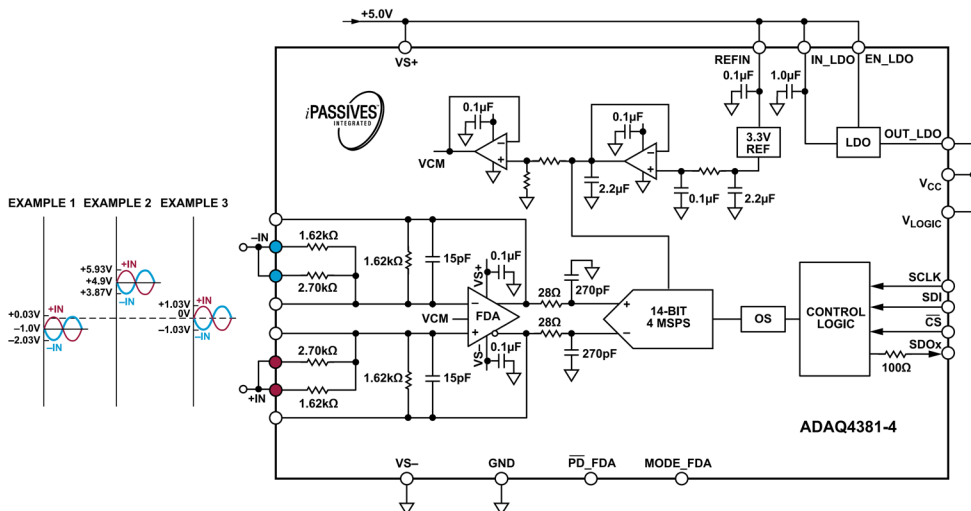 +5.0V
VS+
REFIN
IN_LDO
EN_LDO
0.1µF
1.0µF
iPASSIVES
INTEGRATED
0.1µF
0.1µF
3.3V
REF
LDO
OUT_LDO
VCM
2.2µF
0.1µF
2.2µF
VCC
VLOGIC
EXAMPLE 1
EXAMPLE 2
EXAMPLE 3
+5.93V
+IN
+4.9V
+3.87V
–IN
+0.03V
+IN
–1.0V
–2.03V
–IN
+1.03V
+IN
0V
–1.03V
–IN
–IN
1.62kΩ
2.70kΩ
1.62kΩ
15pF
VS+
0.1µF
28Ω
270pF
VCM
FDA
28Ω
14-BIT
4 MSPS
OS
CONTROL
LOGIC
SCLK
SDI
CS
SDOx
100Ω
2.70kΩ
1.62kΩ
+IN
1.62kΩ
15pF
VS–
0.1µF
270pF
ADAQ4381-4
VS–
GND
PD_FDA
MODE_FDA